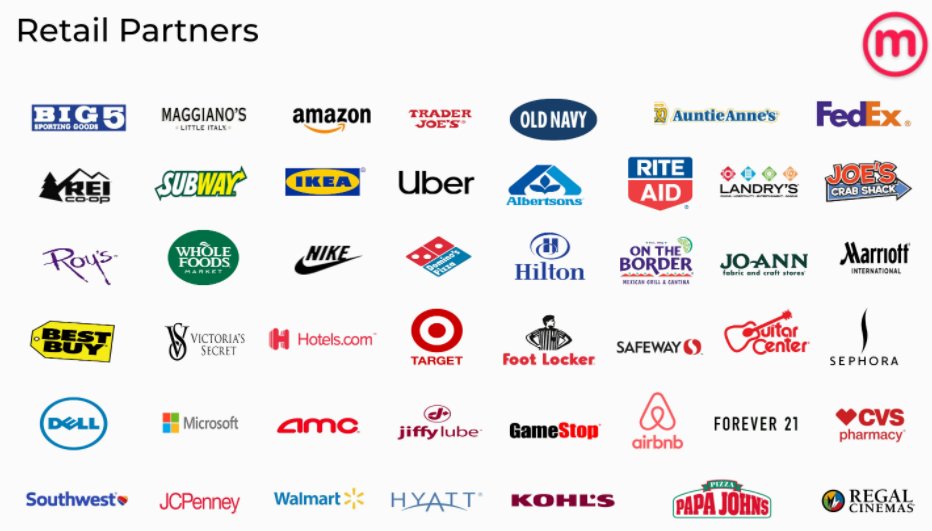 Retail Partners
m
BIG 5
SPORTING GOODS
MAGGIANO'S
LITTLE ITALY
amazon
TRADER
JOE'S
OLD NAVY
AuntieAnne's
FedEx
REI
co-op
SUBWAY
IKEA
Uber
Albertsons
RITE
AID
LANDRY'S
JOE'S
CRAB SHACK
Roy's
WHOLE
FOODS
MARKET
NIKE
Domino's
Pizza
Hilton
ON THE
BORDER
MEXICAN GRILL & CANTINA
JO-ANN
fabric and craft stores
Marriott
INTERNATIONAL
BEST
BUY
VS
VICTORIA'S
SECRET
Hotels.com
TARGET
Foot Locker
SAFEWAY
Guitar
Center
SEPHORA
DELL
Microsoft
amc
jiffy lube
GameStop
airbnb
FOREVER 21
CVS
pharmacy
Southwest
JCPenney
Walmart
HYATT
KOHL'S
PIZZA
PAPA JOHNS
REGAL
CINEMAS